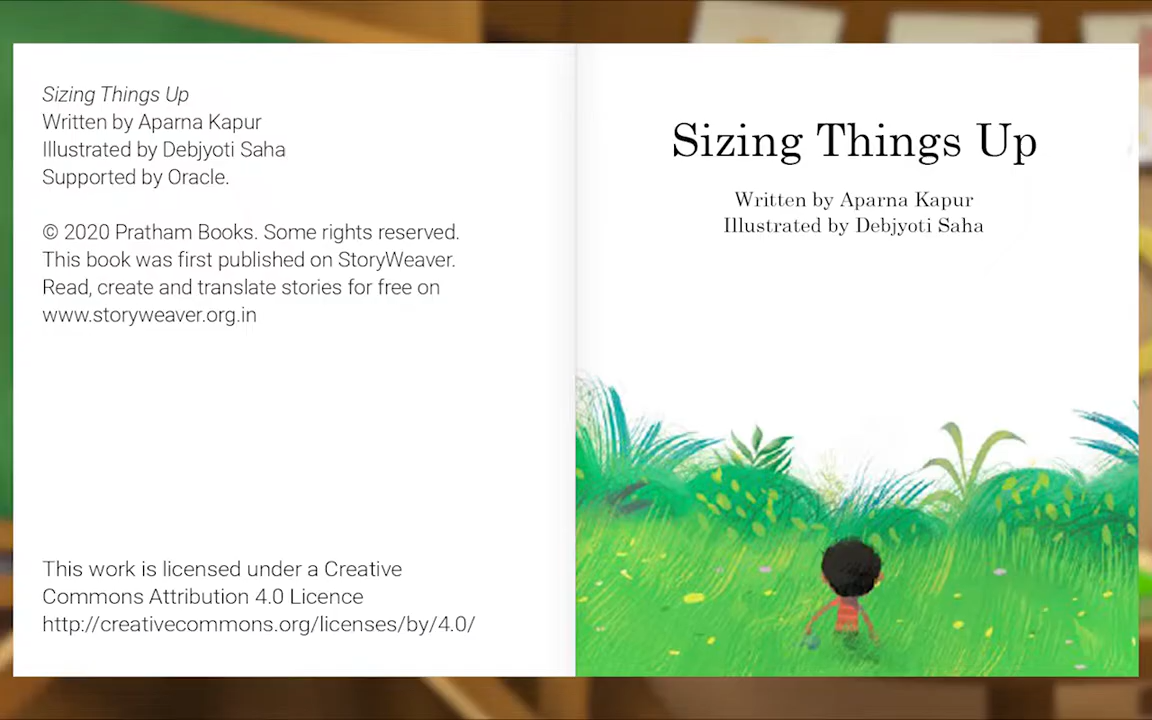 Sizing Things Up
Written by Aparna Kapur
Illustrated by Debjyoti Saha
Supported by Oracle.
© 2020 Pratham Books. Some rights reserved.
This book was first published on StoryWeaver.
Read, create and translate stories for free on
www.storyweaver.org.in
This work is licensed under a Creative
Commons Attribution 4.0 Licence
http://creativecommons.org/licenses/by/4.0/
Sizing Things Up
Written by Aparna Kapur
Illustrated by Debjyoti Saha